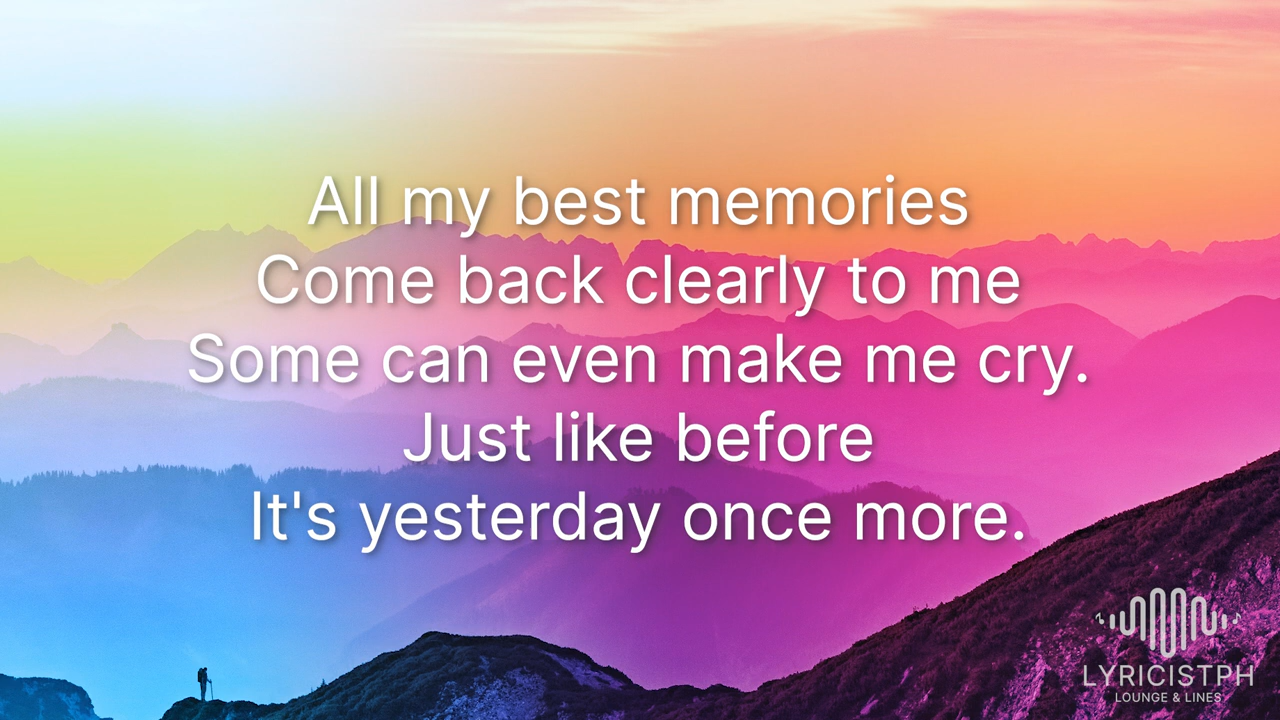 All my best memories
Come back clearly to me
Some can even make me cry.
Just like before
It's yesterday once more.
LYRICISTPH
LOUNGE & LINES